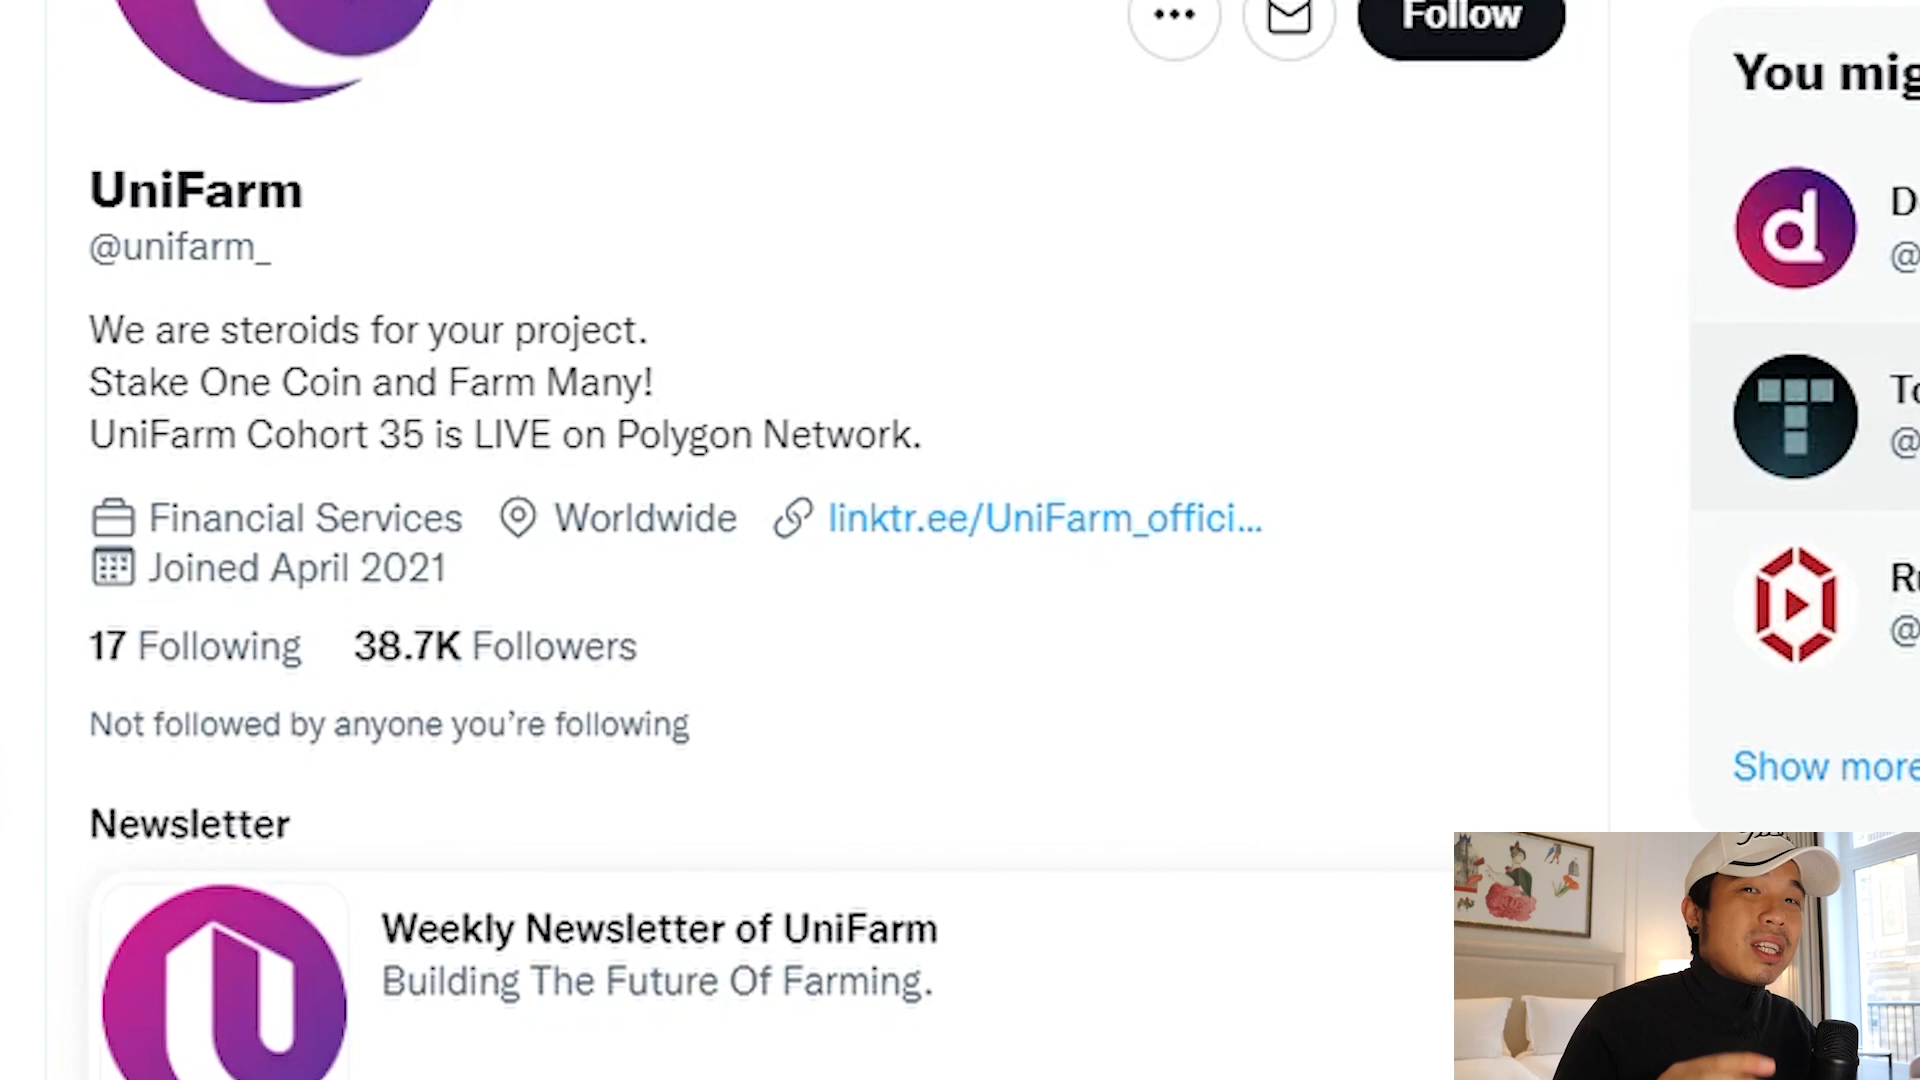 Follow
You mig
UniFarm
@unifarm_
We are steroids for your project.
Stake One Coin and Farm Many!
UniFarm Cohort 35 is LIVE on Polygon Network.
Financial Services Worldwide linktr.ee/UniFarm_offici...
Joined April 2021
17 Following 38.7K Followers
Not followed by anyone you're following
D
@
To
@
Ru
@
Show more
Newsletter
Weekly Newsletter of UniFarm
Building The Future Of Farming.